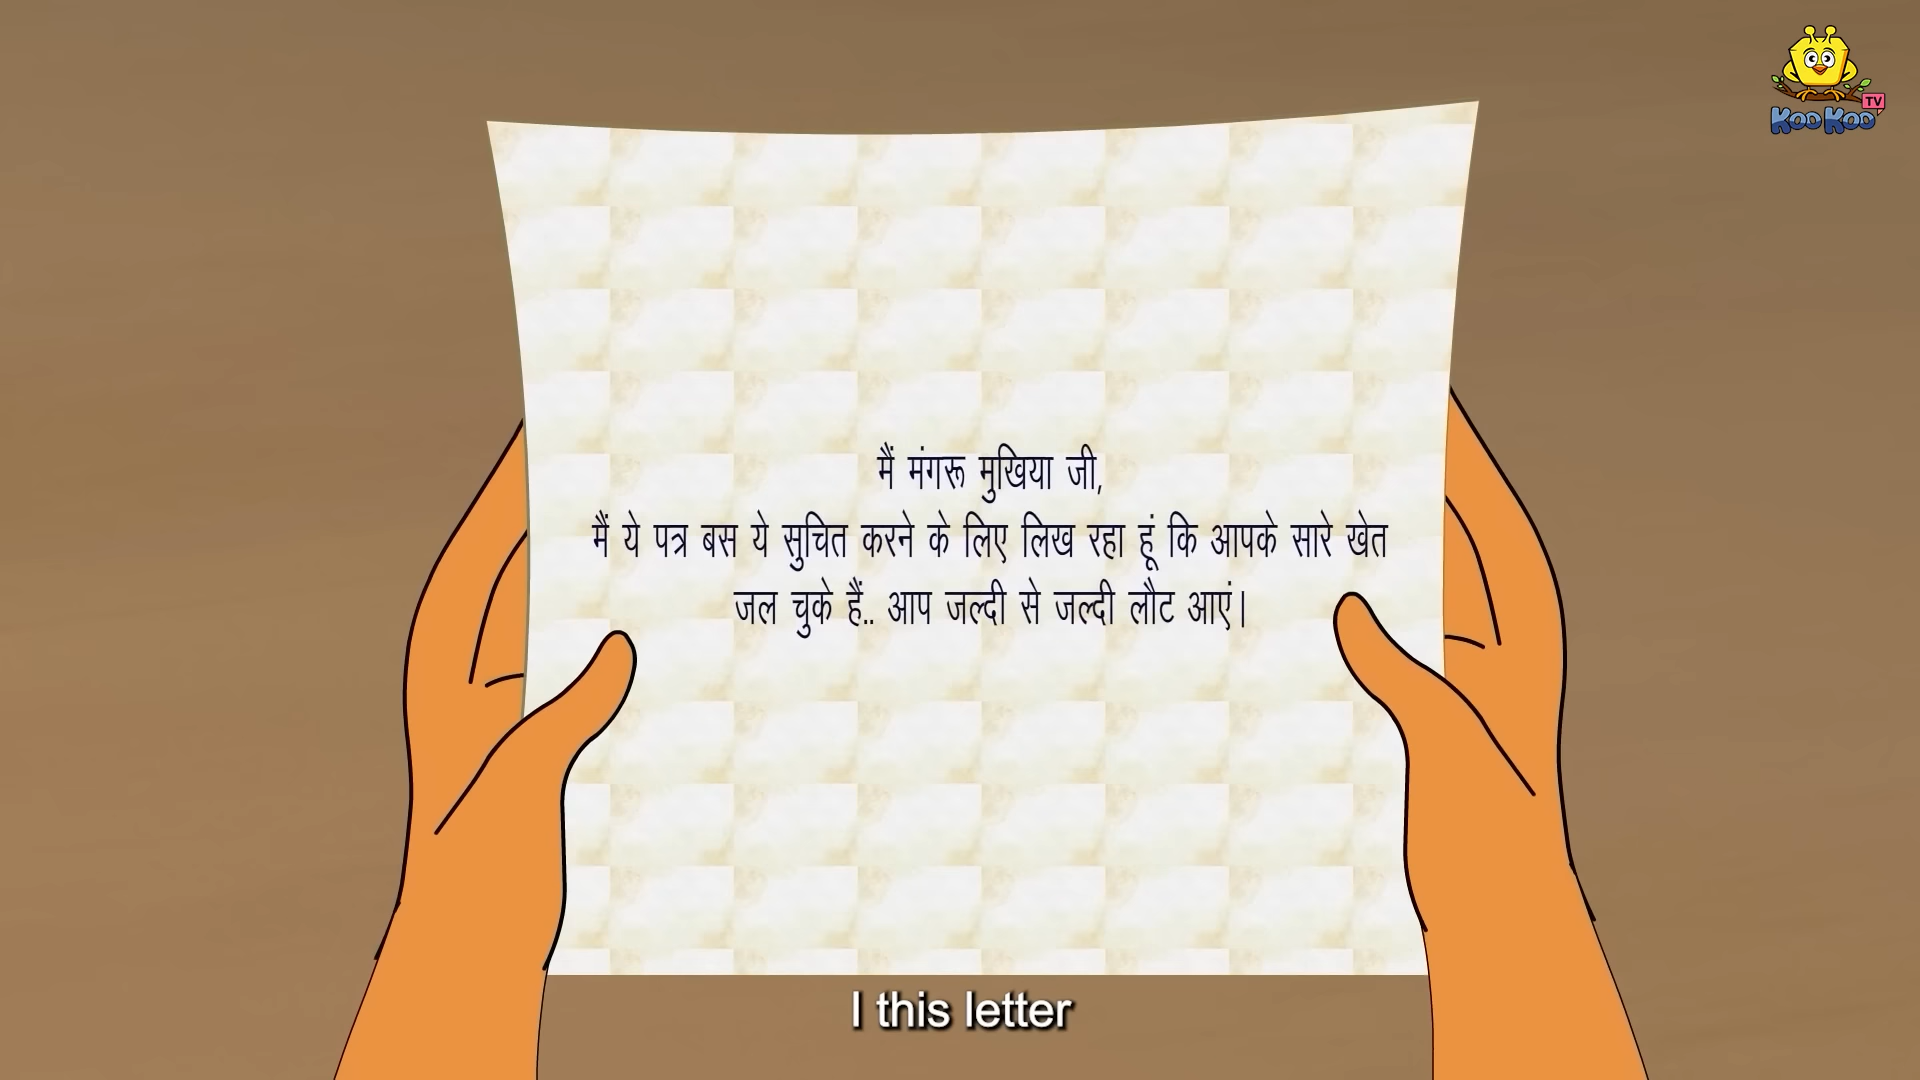 TV
KOO KOO
मैं मंगरू मुखिया जी,
मैं ये पत्र बस ये सुचित करने के लिए लिख रहा हूं कि आपके सारे खेत
जल चुके हैं.. आप जल्दी से जल्दी लौट आएं|
I this letter